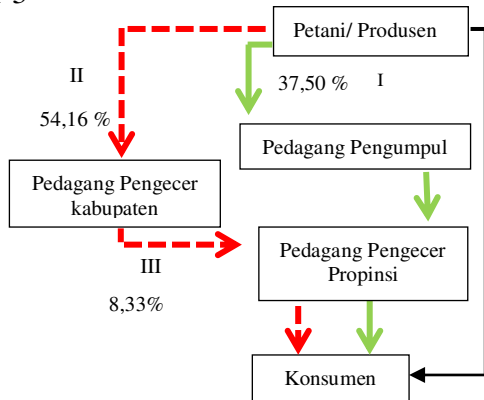 Petani/ Produsen
II
37,50 % I
54,16 %
Pedagang Pengumpul
Pedagang Pengecer
kabupaten
Pedagang Pengecer
Propinsi
III
8,33%
Konsumen